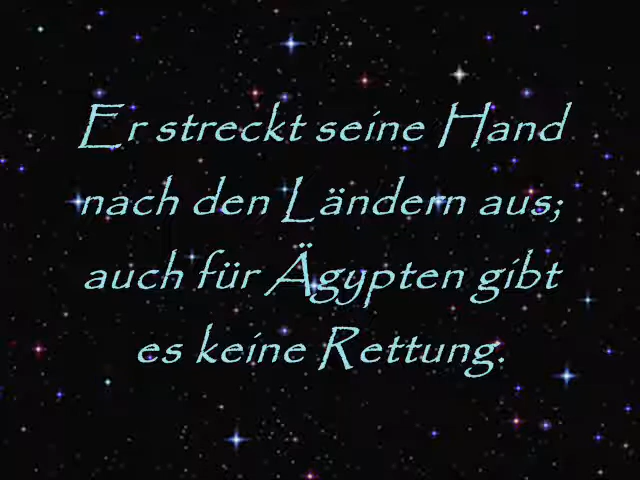 Er streckt seine Hand
nach den Ländern aus;
auch für Ägypten gibt
es keine Rettung.